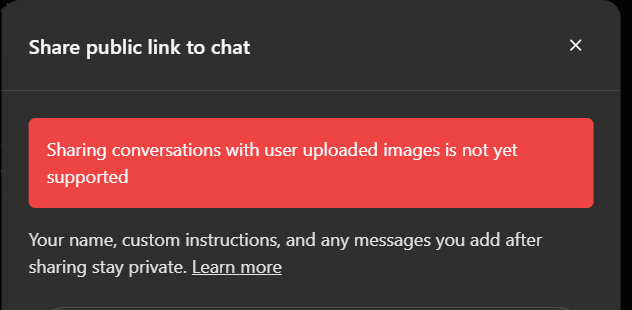 Share public link to chat
Sharing conversations with user uploaded images is not yet
supported
Your name, custom instructions, and any messages you add after
sharing stay private. Learn more